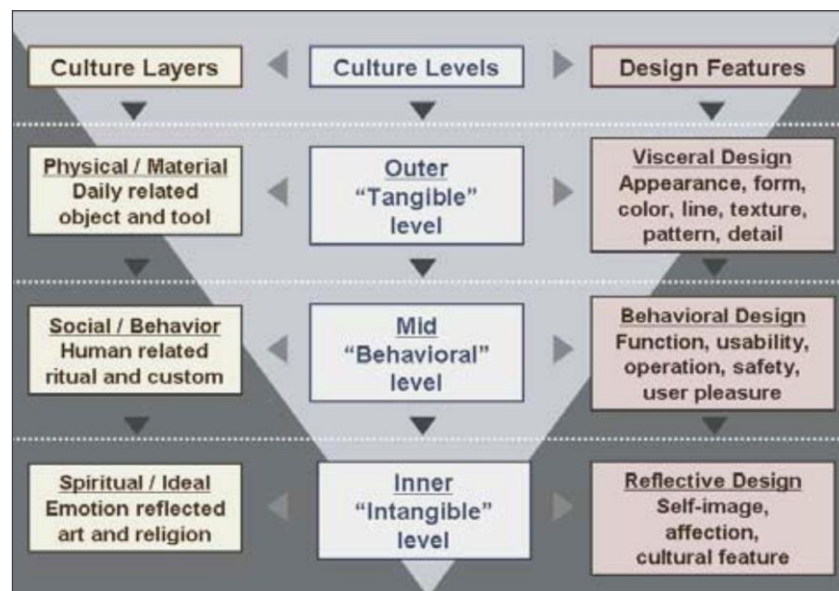 Culture Layers
Culture Levels
Design Features
Physical / Material
Daily related
object and tool
Outer
“Tangible”
level
Visceral Design
Appearance, form,
color, line, texture,
pattern, detail
Social / Behavior
Human related
ritual and custom
Mid
“Behavioral”
level
Behavioral Design
Function, usability,
operation, safety,
user pleasure
Spiritual / Ideal
Emotion reflected
art and religion
Inner
“Intangible”
level
Reflective Design
Self-image,
affection,
cultural feature